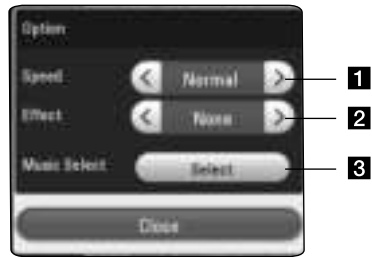 Option
Speed Normal 1
Effect None 2
Music Select Select 3
Close